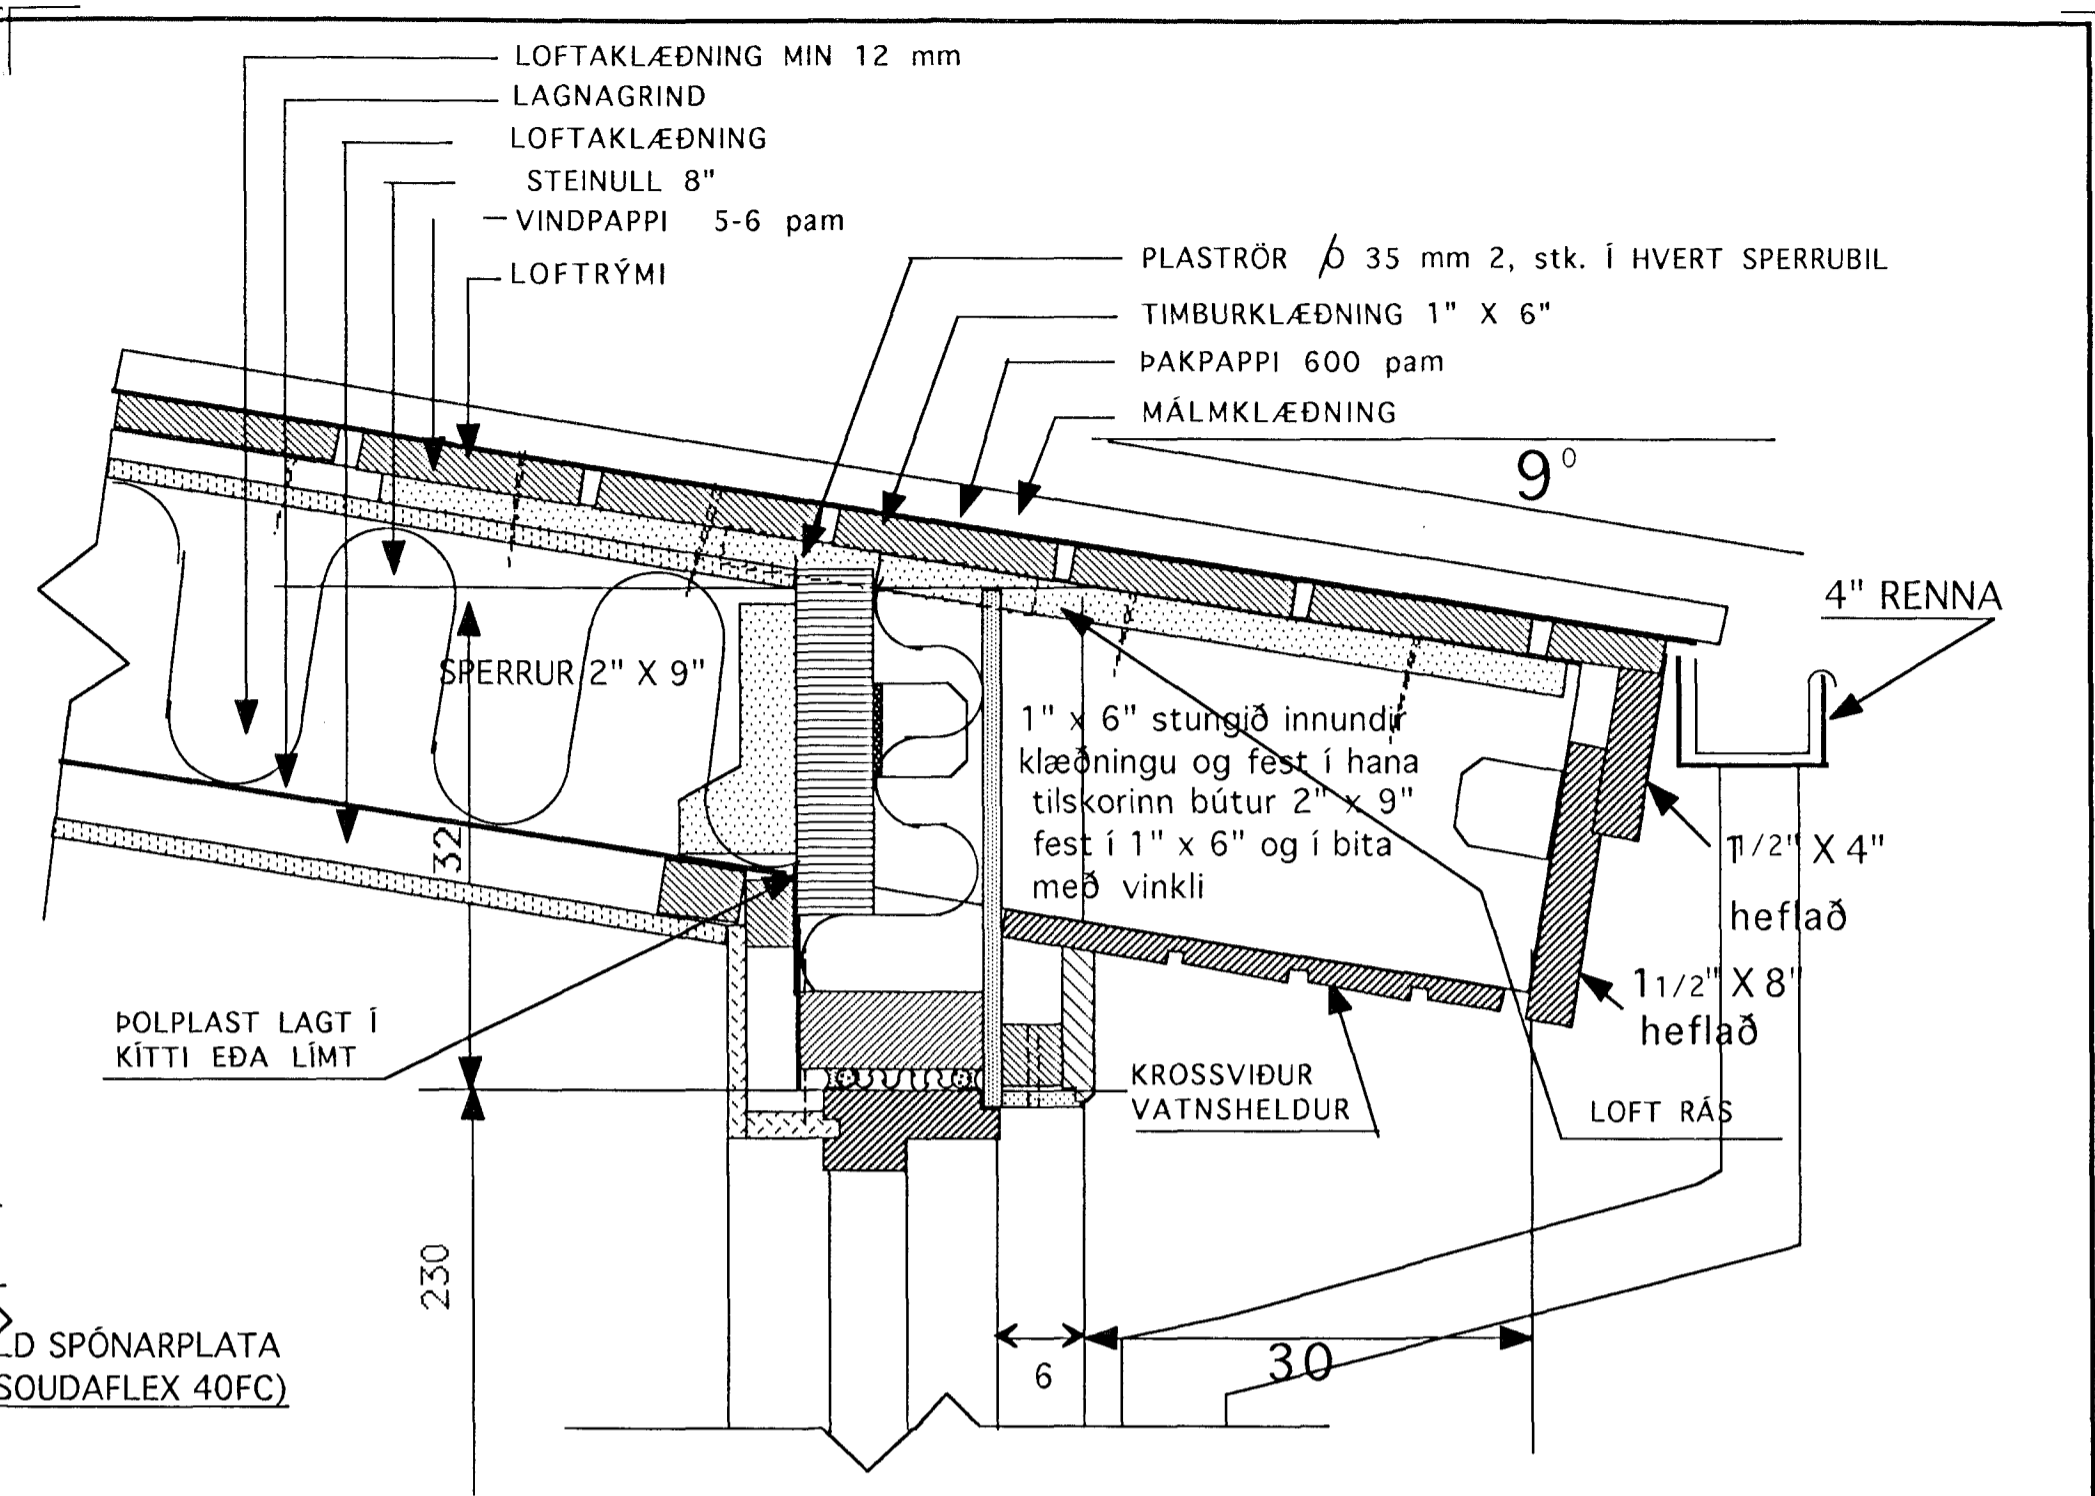 LOFTAKLÆÐNING MIN 12 mm
LAGNAGRIND
LOFTAKLÆÐNING
STEINULL 8"
VINDPAPPI 5-6 pam
LOFTRÝMI
PLASTRÖR ⌀ 35 mm 2, stk. Í HVERT SPERRUBIL
TIMBURKLÆÐNING 1" X 6"
ÞAKPAPPI 600 pam
MÁLMKLÆÐNING
9°
4" RENNA
SPERRUR 2" X 9"
1" x 6" stungið innundir
klæðningu og fest í hana
tilskorinn bútur 2" x 9"
fest í 1" x 6" og í bita
með vinkli
32
1 1/2" X 4"
heflað
1 1/2" X 8"
heflað
ÞOLPLAST LAGT Í
KÍTTI EÐA LÍMT
KROSSVIÐUR
VATNSHELDUR
LOFT RÁS
230
LD SPÓNARPLATA
SOUDAFLEX 40FC)
6
30